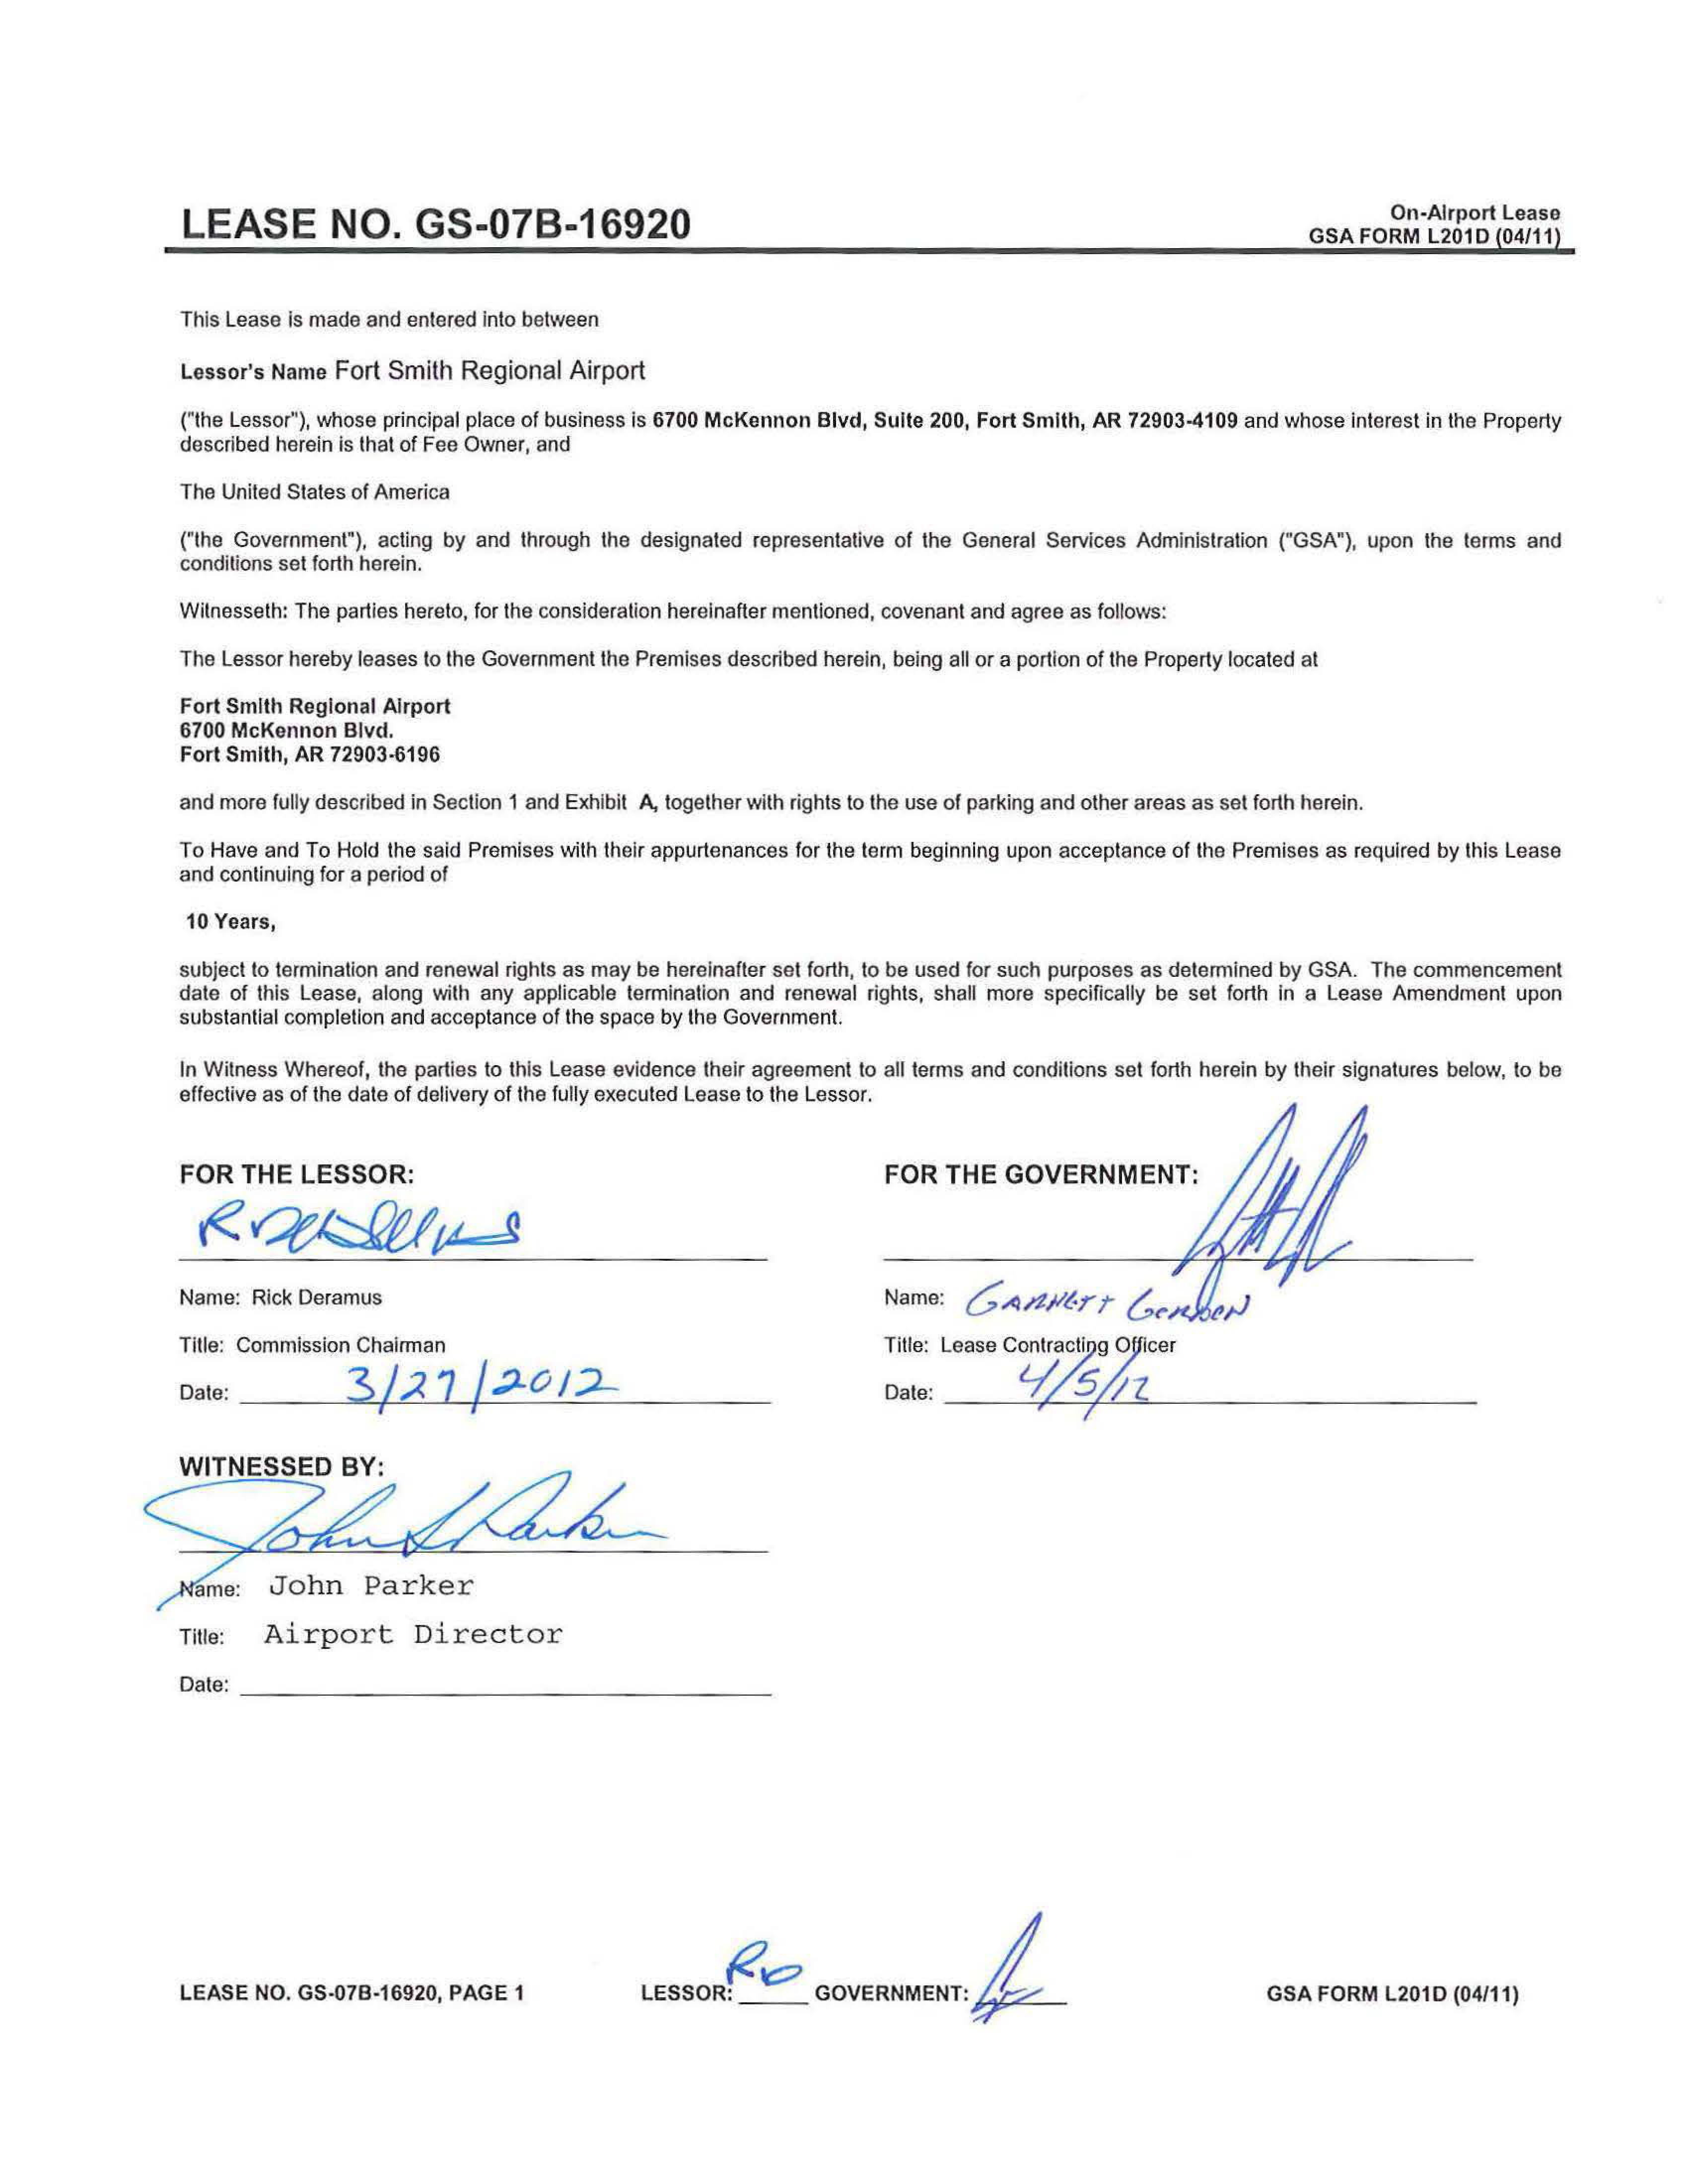 LEASE NO. GS-07B-16920
On-Airport Lease
GSA FORM L201D (04/11)
This Lease is made and entered into between
Lessor's Name Fort Smith Regional Airport
("the Lessor"), whose principal place of business is 6700 McKennon Blvd, Suite 200, Fort Smith, AR 72903-4109 and whose interest in the Property
described herein is that of Fee Owner, and
The United States of America
("the Government"), acting by and through the designated representative of the General Services Administration ("GSA"), upon the terms and
conditions set forth herein.
Witnesseth: The parties hereto, for the consideration hereinafter mentioned, covenant and agree as follows:
The Lessor hereby leases to the Government the Premises described herein, being all or a portion of the Property located at
Fort Smith Regional Airport
6700 McKennon Blvd.
Fort Smith, AR 72903-6196
and more fully described in Section 1 and Exhibit A, together with rights to the use of parking and other areas as set forth herein.
To Have and To Hold the said Premises with their appurtenances for the term beginning upon acceptance of the Premises as required by this Lease
and continuing for a period of
10 Years,
subject to termination and renewal rights as may be hereinafter set forth, to be used for such purposes as determined by GSA. The commencement
date of this Lease, along with any applicable termination and renewal rights, shall more specifically be set forth in a Lease Amendment upon
substantial completion and acceptance of the space by the Government.
In Witness Whereof, the parties to this Lease evidence their agreement to all terms and conditions set forth herein by their signatures below, to be
effective as of the date of delivery of the fully executed Lease to the Lessor.
FOR THE LESSOR:
Name: Rick Deramus
Title: Commission Chairman
Date: 3/27/2012
FOR THE GOVERNMENT:
Name: Garnett
Title: Lease Contracting Officer
Date: 4/5/12
WITNESSED BY:
John Parker
Name: John Parker
Title: Airport Director
Date:
LEASE NO. GS-07B-16920, PAGE 1 LESSOR: RD GOVERNMENT: GSA FORM L201D (04/11)